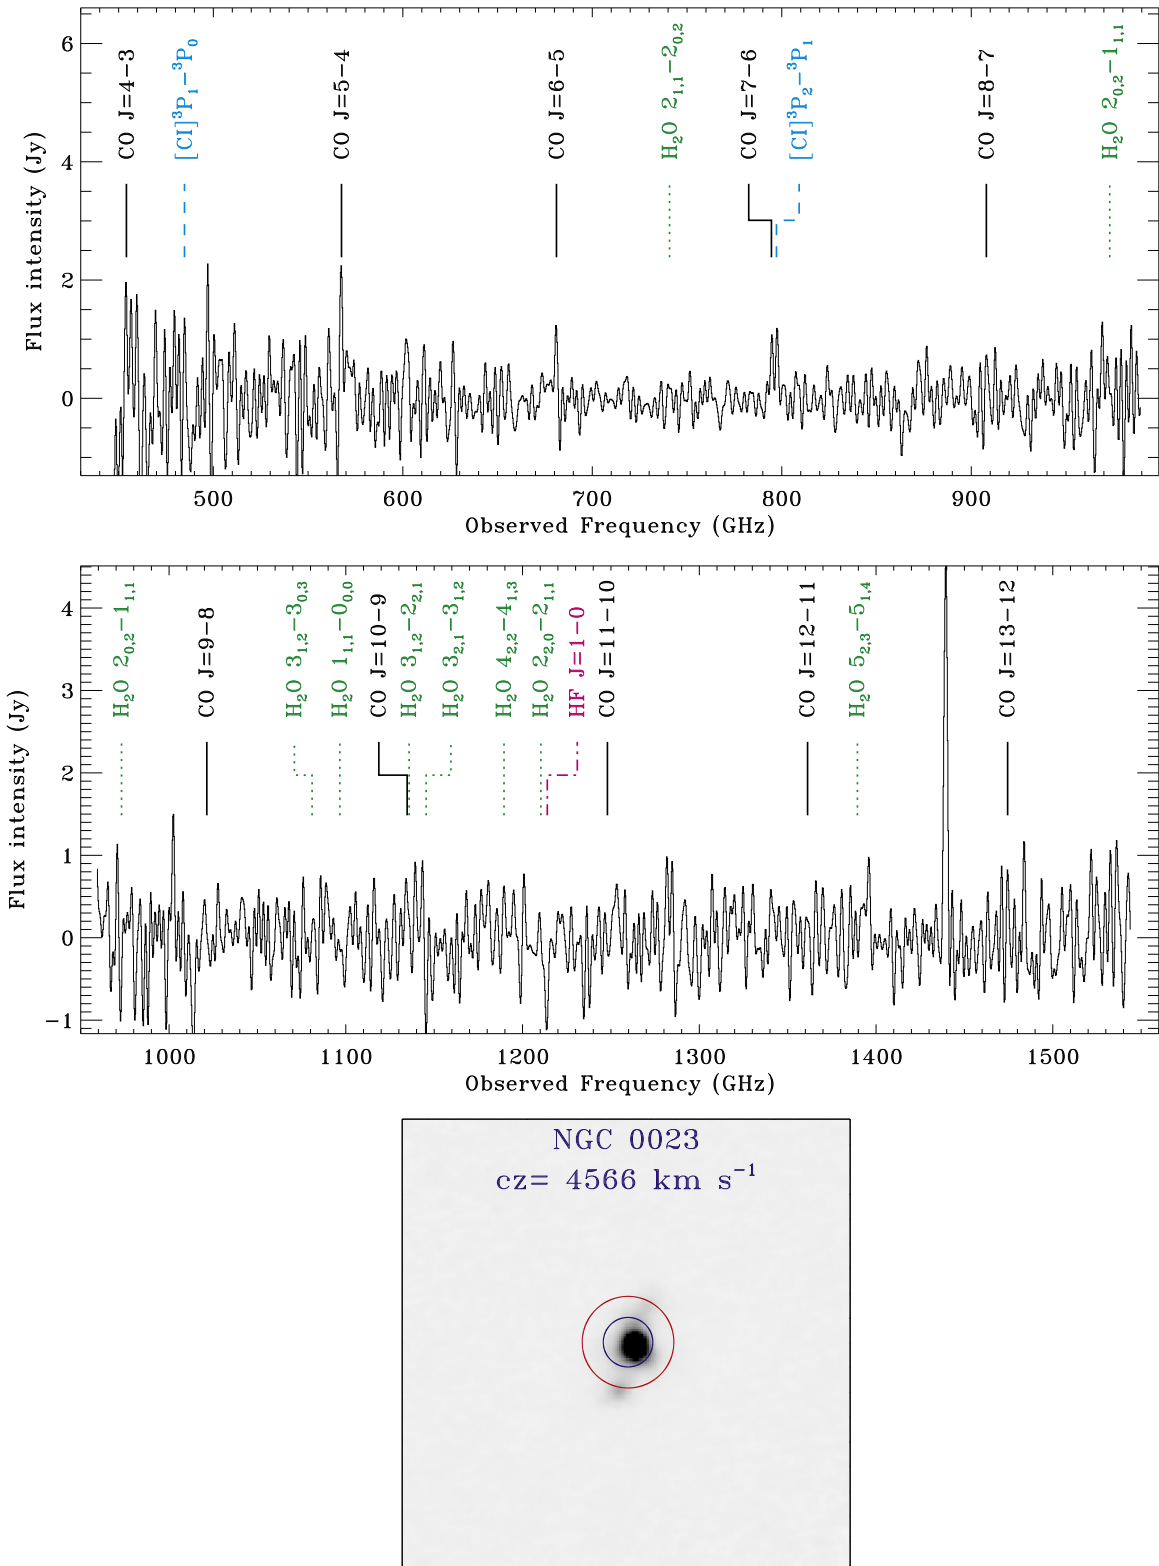 CO J=4−3
[CI]³P₁−³P₀
CO J=5−4
CO J=6−5
H₂O 2₁,₁−2₀,₂
CO J=7−6
[CI]³P₂−³P₁
CO J=8−7
H₂O 2₀,₂−1₁,₁
Flux intensity (Jy)
6
4
2
0
500 600 700 800 900
Observed Frequency (GHz)
H₂O 2₀,₂−1₁,₁
CO J=9−8
H₂O 3₁,₂−3₀,₃
H₂O 1₁,₁−0₀,₀
CO J=10−9
H₂O 3₁,₂−2₂,₁
H₂O 3₂,₁−3₁,₂
H₂O 4₂,₂−4₁,₃
H₂O 2₂,₀−2₁,₁
HF J=1−0
CO J=11−10
CO J=12−11
H₂O 5₂,₃−5₁,₄
CO J=13−12
Flux intensity (Jy)
4
3
2
1
0
−1
1000 1100 1200 1300 1400 1500
Observed Frequency (GHz)
NGC 0023
cz= 4566 km s⁻¹